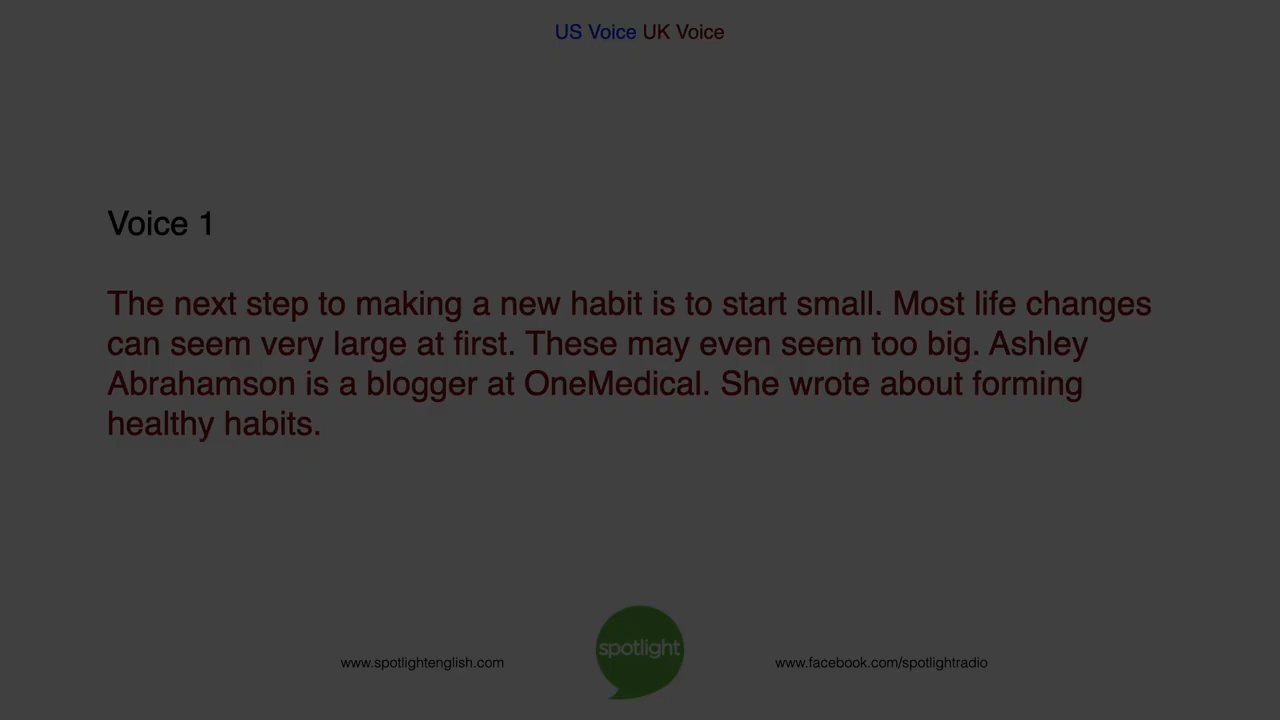 US Voice UK Voice
Voice 1
The next step to making a new habit is to start small. Most life changes
can seem very large at first. These may even seem too big. Ashley
Abrahamson is a blogger at OneMedical. She wrote about forming
healthy habits.
spotlight
www.spotlightenglish.com
www.facebook.com/spotlightradio